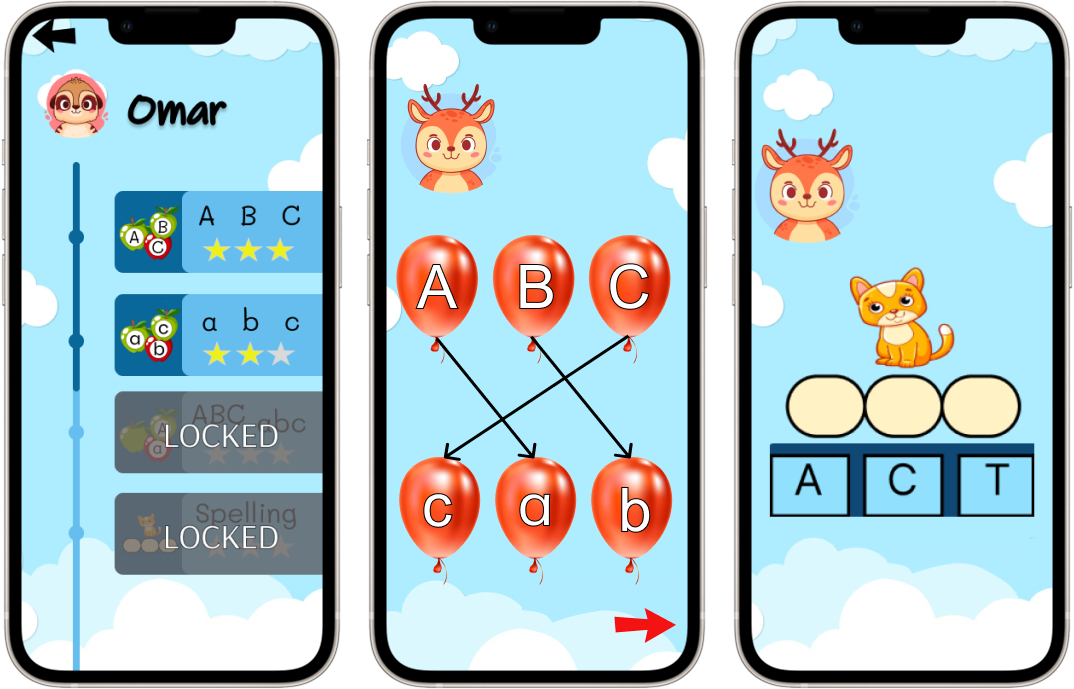 Omar
A B C
A B C
a b c
a c b
ABC abc
A
a
LOCKED
Spelling
LOCKED
A B C
c a b
A C T